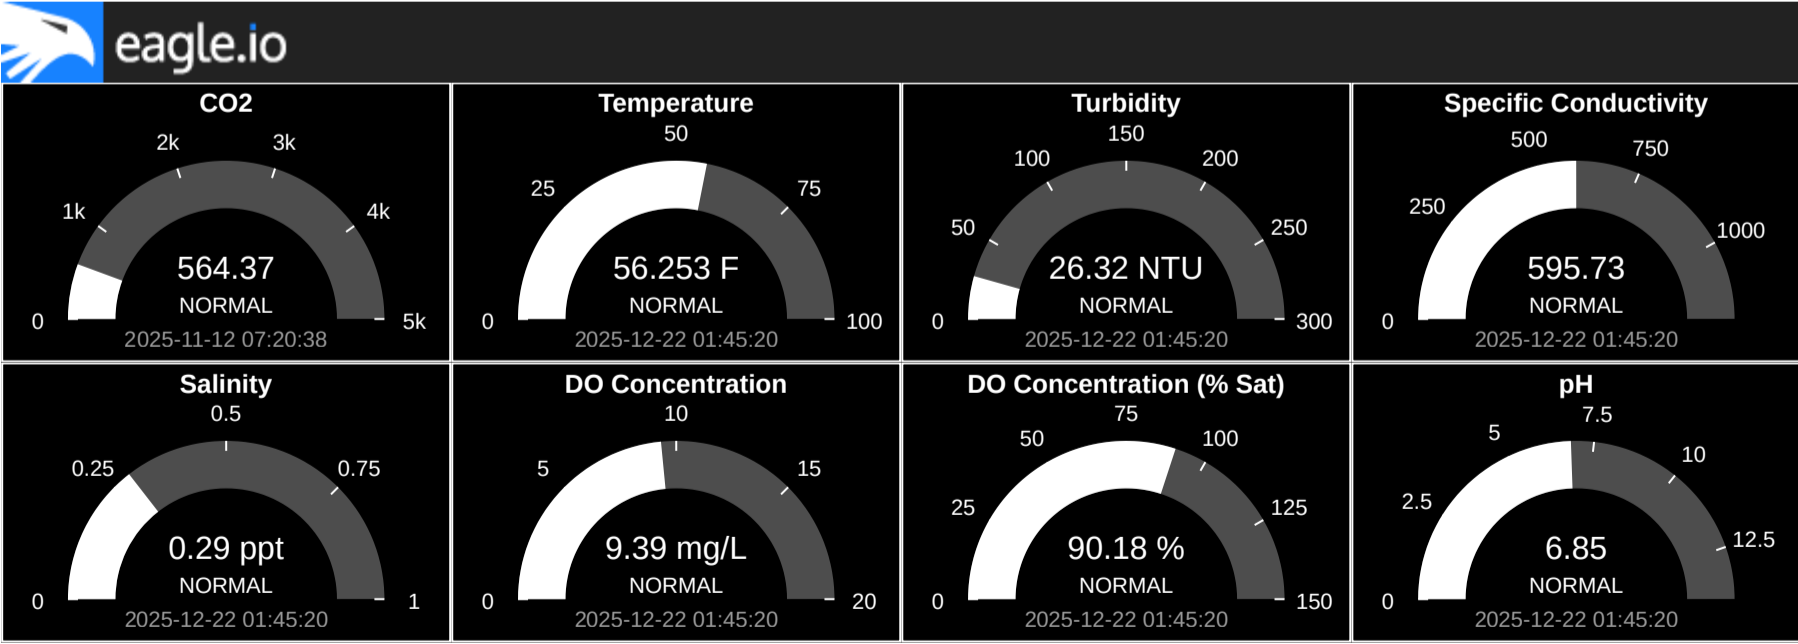 eagle.io
CO2
0
1k
2k
3k
4k
5k
564.37
NORMAL
2025-11-12 07:20:38
Temperature
0
25
50
75
100
56.253 F
NORMAL
2025-12-22 01:45:20
Turbidity
0
50
100
150
200
250
300
26.32 NTU
NORMAL
2025-12-22 01:45:20
Specific Conductivity
0
250
500
750
1000
595.73
NORMAL
2025-12-22 01:45:20
Salinity
0
0.25
0.5
0.75
1
0.29 ppt
NORMAL
2025-12-22 01:45:20
DO Concentration
0
5
10
15
20
9.39 mg/L
NORMAL
2025-12-22 01:45:20
DO Concentration (% Sat)
0
25
50
75
100
125
150
90.18 %
NORMAL
2025-12-22 01:45:20
pH
0
2.5
5
7.5
10
12.5
6.85
NORMAL
2025-12-22 01:45:20